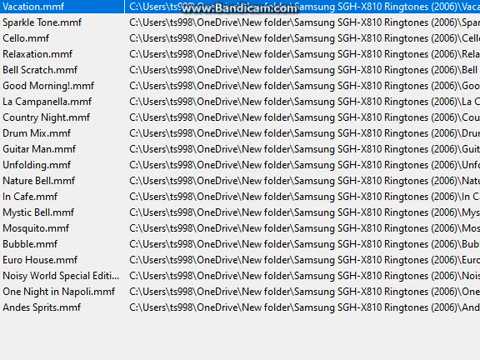 www.Bandicam.com
Vacation.mmf C:\Users\ts998\OneDrive\New folder\Samsung SGH-X810 Ringtones (2006)\Vaca
Sparkle Tone.mmf C:\Users\ts998\OneDrive\New folder\Samsung SGH-X810 Ringtones (2006)\Spar
Cello.mmf C:\Users\ts998\OneDrive\New folder\Samsung SGH-X810 Ringtones (2006)\Cello
Relaxation.mmf C:\Users\ts998\OneDrive\New folder\Samsung SGH-X810 Ringtones (2006)\Relax
Bell Scratch.mmf C:\Users\ts998\OneDrive\New folder\Samsung SGH-X810 Ringtones (2006)\Bell S
Good Morning!.mmf C:\Users\ts998\OneDrive\New folder\Samsung SGH-X810 Ringtones (2006)\Good
La Campanella.mmf C:\Users\ts998\OneDrive\New folder\Samsung SGH-X810 Ringtones (2006)\La Ca
Country Night.mmf C:\Users\ts998\OneDrive\New folder\Samsung SGH-X810 Ringtones (2006)\Coun
Drum Mix.mmf C:\Users\ts998\OneDrive\New folder\Samsung SGH-X810 Ringtones (2006)\Drum
Guitar Man.mmf C:\Users\ts998\OneDrive\New folder\Samsung SGH-X810 Ringtones (2006)\Guita
Unfolding.mmf C:\Users\ts998\OneDrive\New folder\Samsung SGH-X810 Ringtones (2006)\Unfol
Nature Bell.mmf C:\Users\ts998\OneDrive\New folder\Samsung SGH-X810 Ringtones (2006)\Natur
In Cafe.mmf C:\Users\ts998\OneDrive\New folder\Samsung SGH-X810 Ringtones (2006)\In Ca
Mystic Bell.mmf C:\Users\ts998\OneDrive\New folder\Samsung SGH-X810 Ringtones (2006)\Mysti
Mosquito.mmf C:\Users\ts998\OneDrive\New folder\Samsung SGH-X810 Ringtones (2006)\Mosq
Bubble.mmf C:\Users\ts998\OneDrive\New folder\Samsung SGH-X810 Ringtones (2006)\Bubb
Euro House.mmf C:\Users\ts998\OneDrive\New folder\Samsung SGH-X810 Ringtones (2006)\Euro
Noisy World Special Editi... C:\Users\ts998\OneDrive\New folder\Samsung SGH-X810 Ringtones (2006)\Noisy
One Night in Napoli.mmf C:\Users\ts998\OneDrive\New folder\Samsung SGH-X810 Ringtones (2006)\One
Andes Sprits.mmf C:\Users\ts998\OneDrive\New folder\Samsung SGH-X810 Ringtones (2006)\Ande